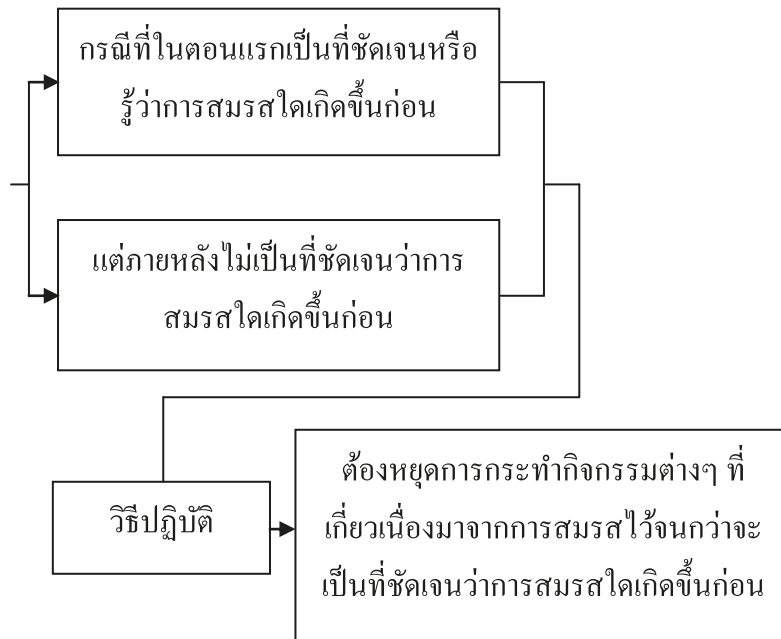 กรณีที่ในตอนแรกเป็นที่ชัดเจนหรือ
รู้ว่าการสมรสใดเกิดขึ้นก่อน
แต่ภายหลังไม่เป็นที่ชัดเจนว่าการ
สมรสใดเกิดขึ้นก่อน
วิธีปฏิบัติ
ต้องหยุดการกระทำกิจกรรมต่างๆ ที่
เกี่ยวเนื่องมาจากการสมรสไว้จนกว่าจะ
เป็นที่ชัดเจนว่าการสมรสใดเกิดขึ้นก่อน